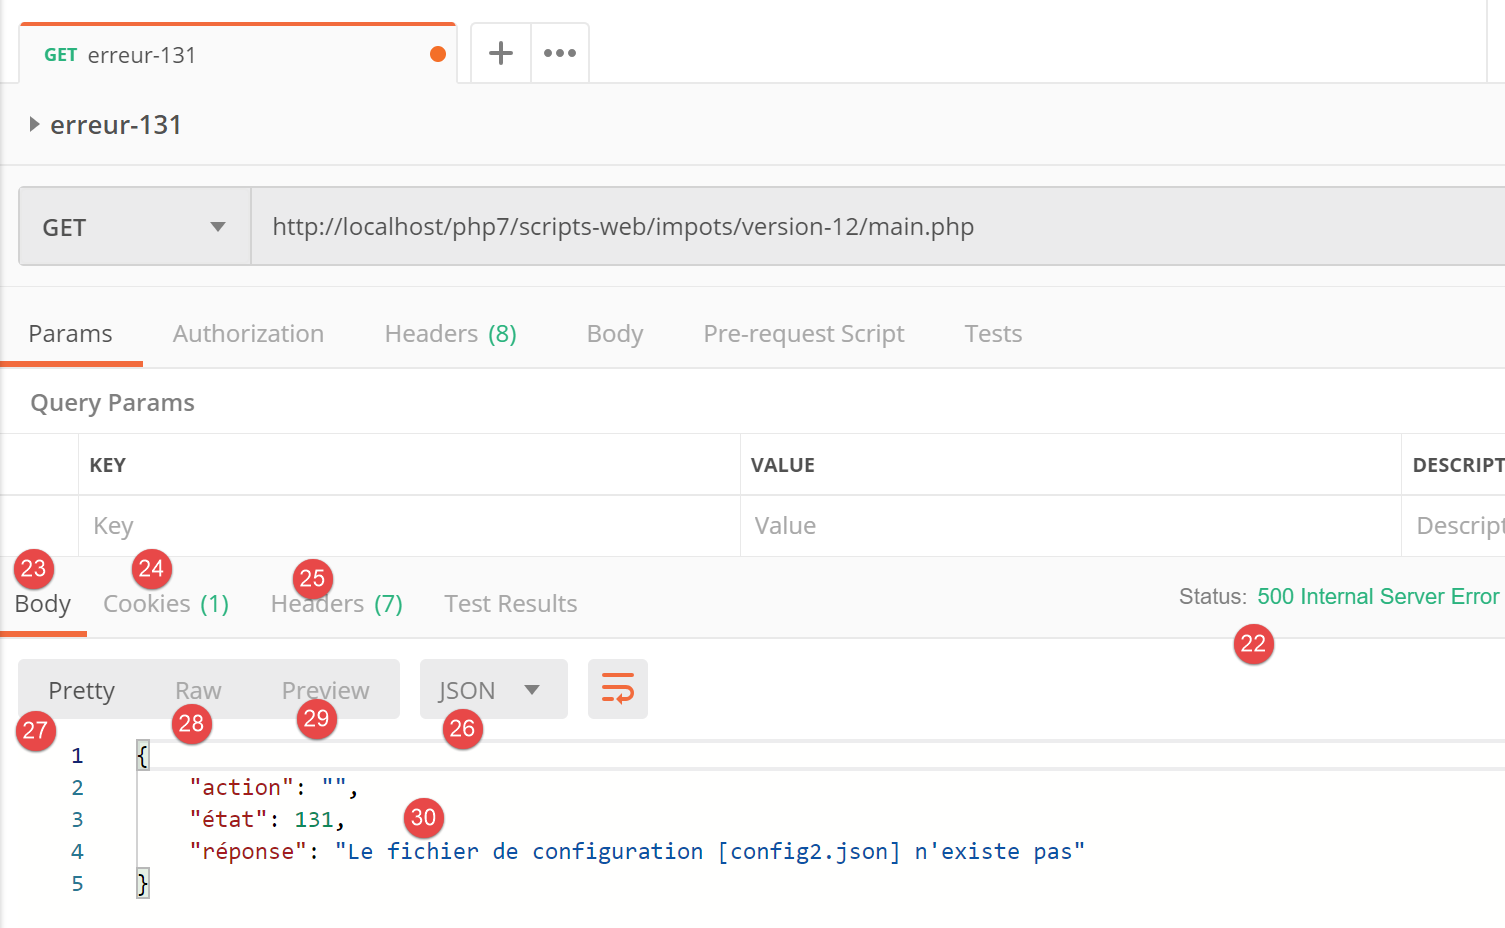 GET erreur-131
erreur-131
GET http://localhost/php7/scripts-web/impots/version-12/main.php
Params Authorization Headers (8) Body Pre-request Script Tests
Query Params
KEY VALUE DESCRIPT
Key Value Descript
23 24 25
Body Cookies (1) Headers (7) Test Results Status: 500 Internal Server Error
22
Pretty Raw Preview JSON
27 28 29 26
1 {
2 "action": "",
3 "état": 131,
30
4 "réponse": "Le fichier de configuration [config2.json] n'existe pas"
5 }